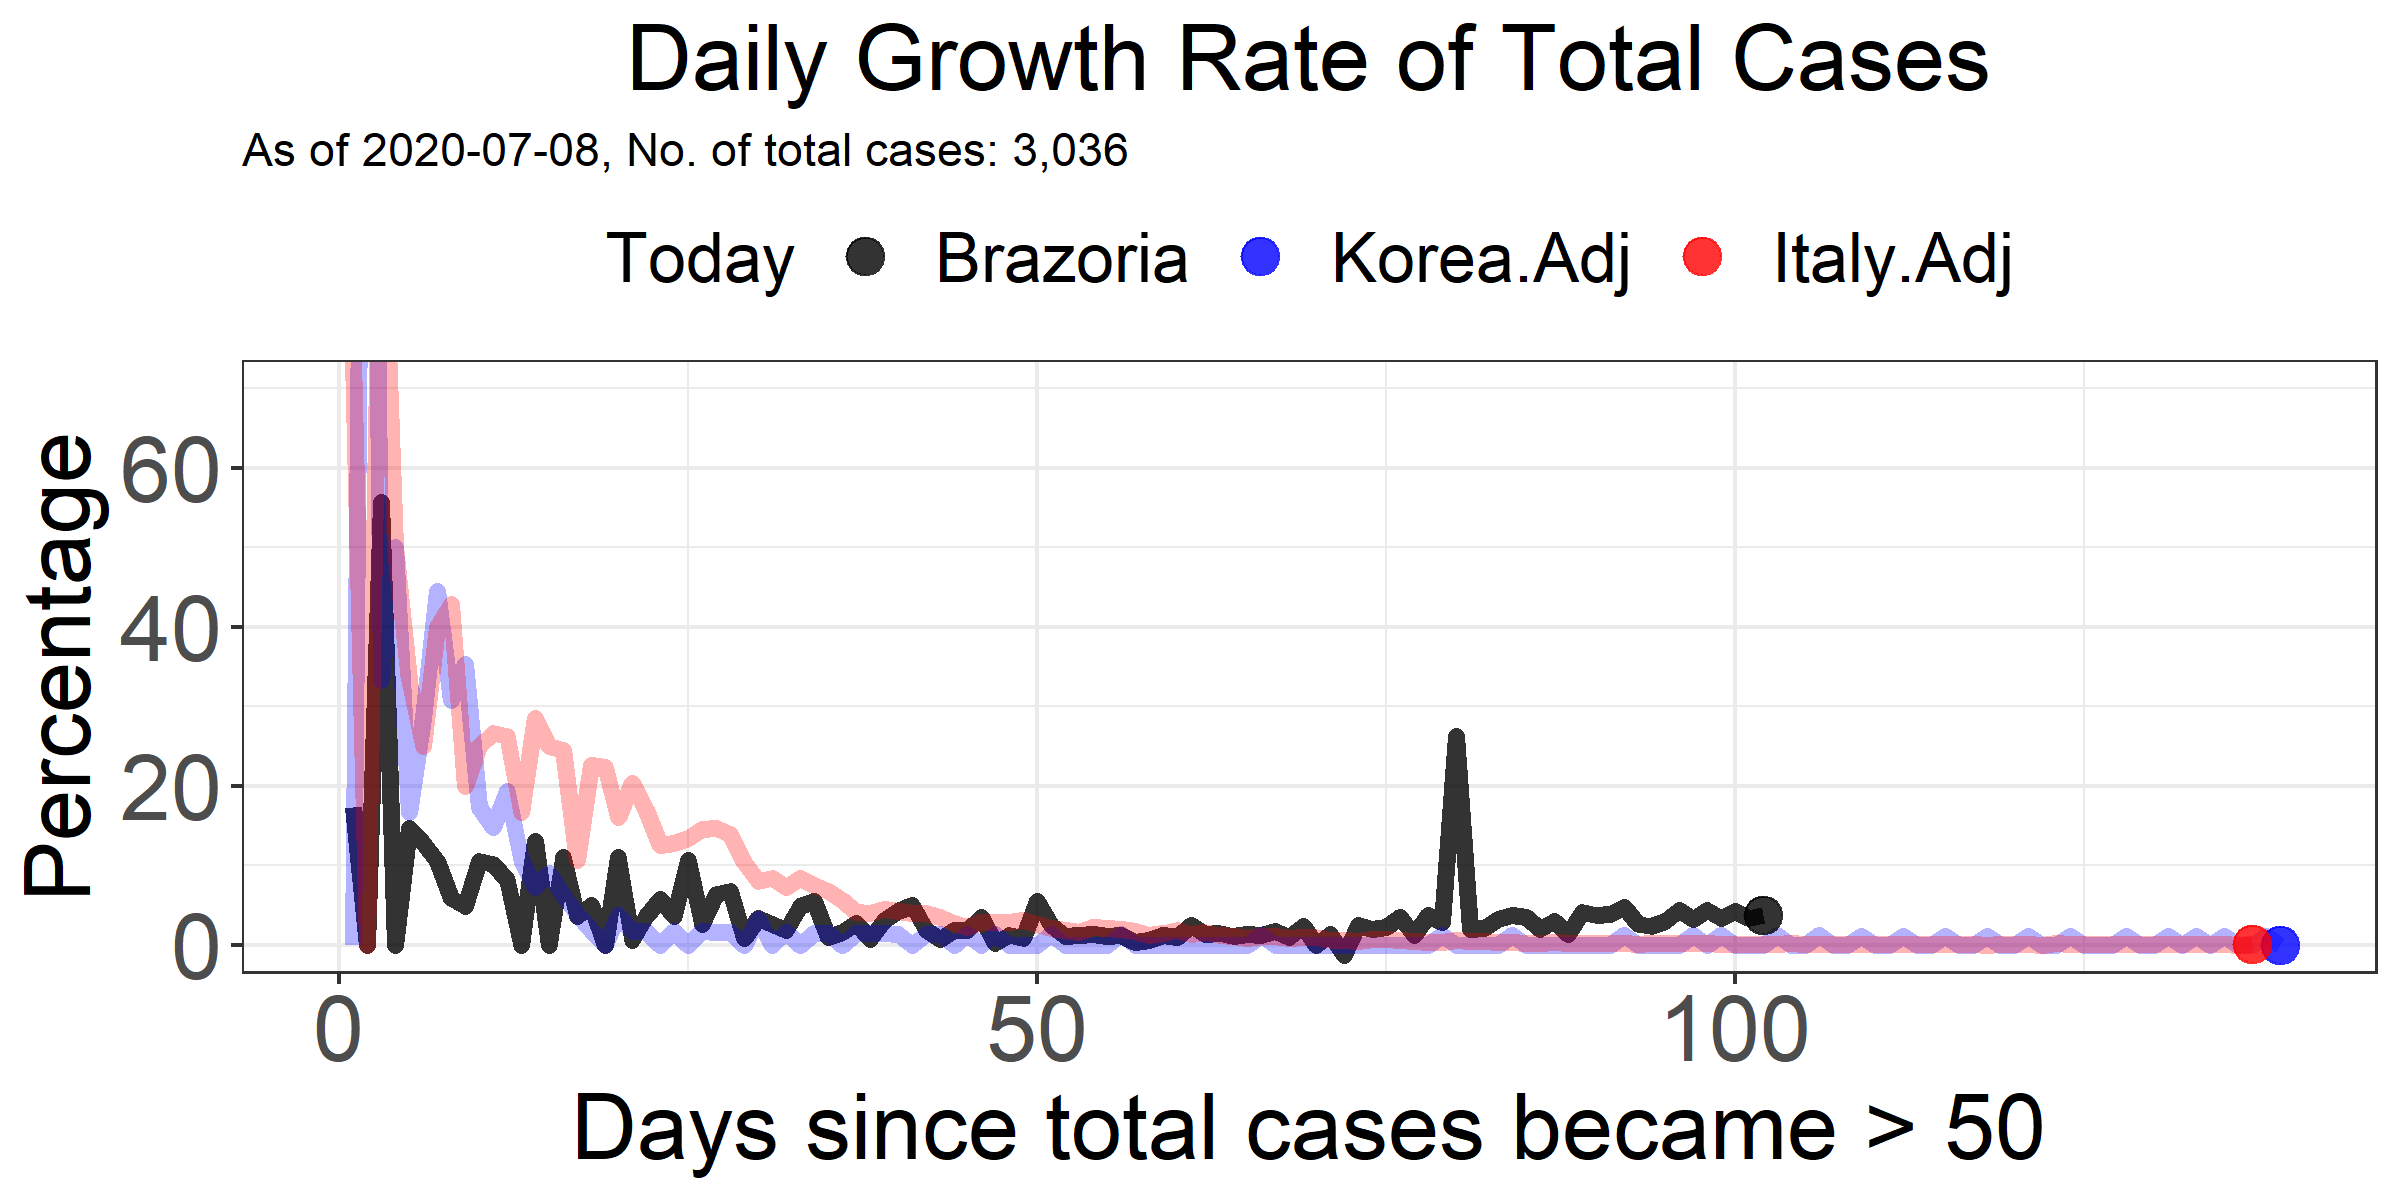 Daily Growth Rate of Total Cases
As of 2020-07-08, No. of total cases: 3,036
Today Brazoria Korea.Adj Italy.Adj
Percentage
60
40
20
0
0 50 100
Days since total cases became > 50